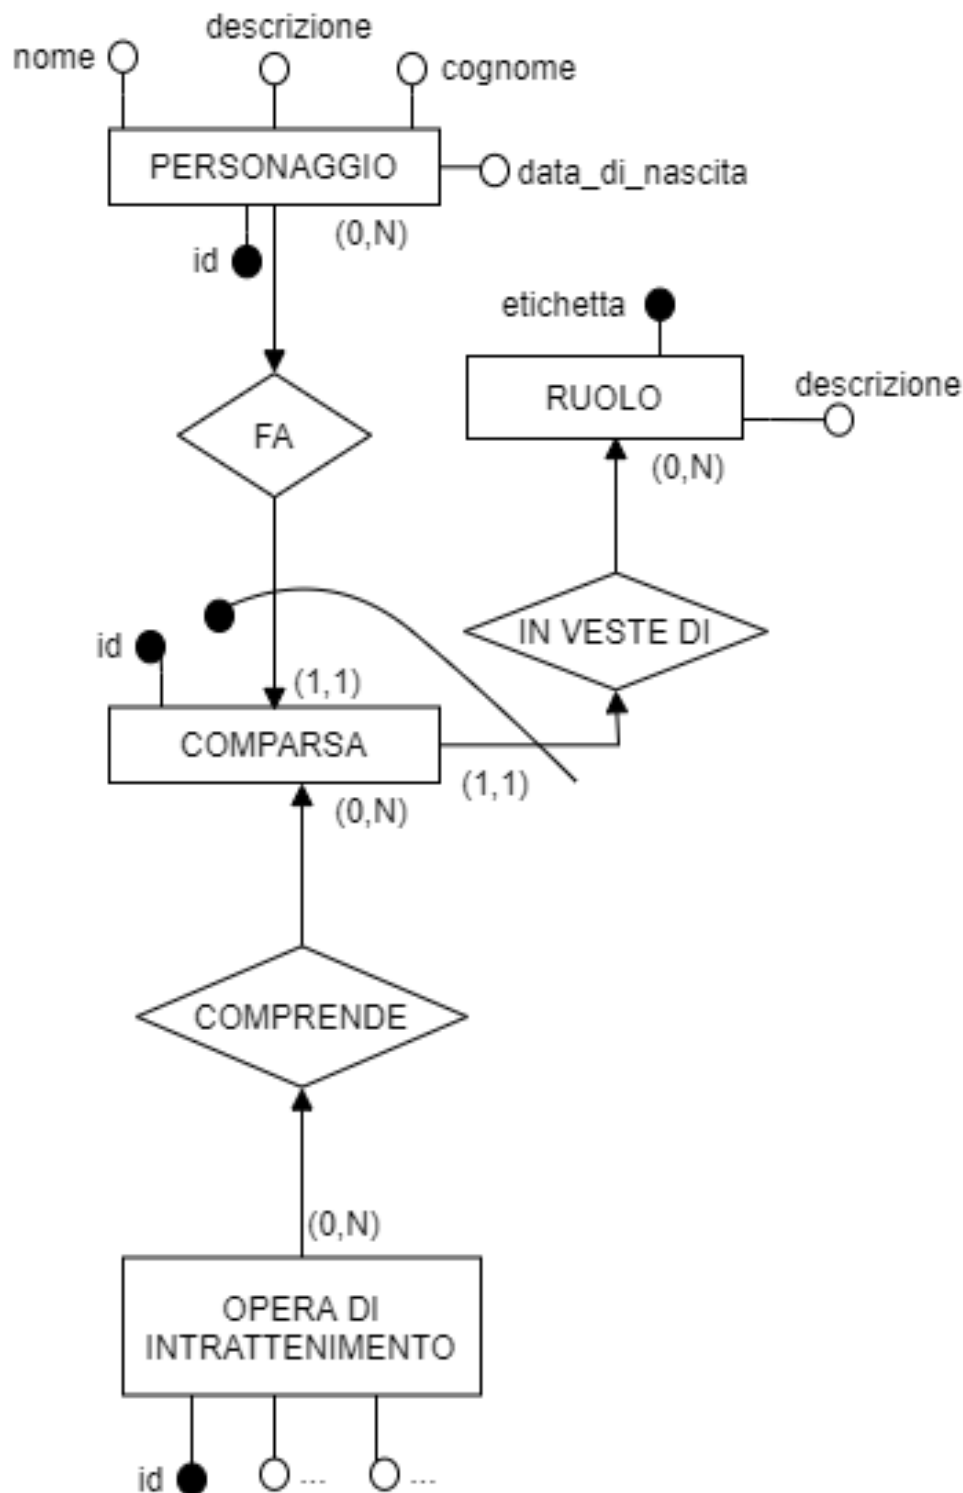 descrizione
nome
cognome
PERSONAGGIO
data_di_nascita
(0,N)
id
etichetta
RUOLO
descrizione
FA
(0,N)
IN VESTE DI
id
(1,1)
COMPARSA
(1,1)
(0,N)
COMPRENDE
(0,N)
OPERA DI
INTRATTENIMENTO
id
...
...